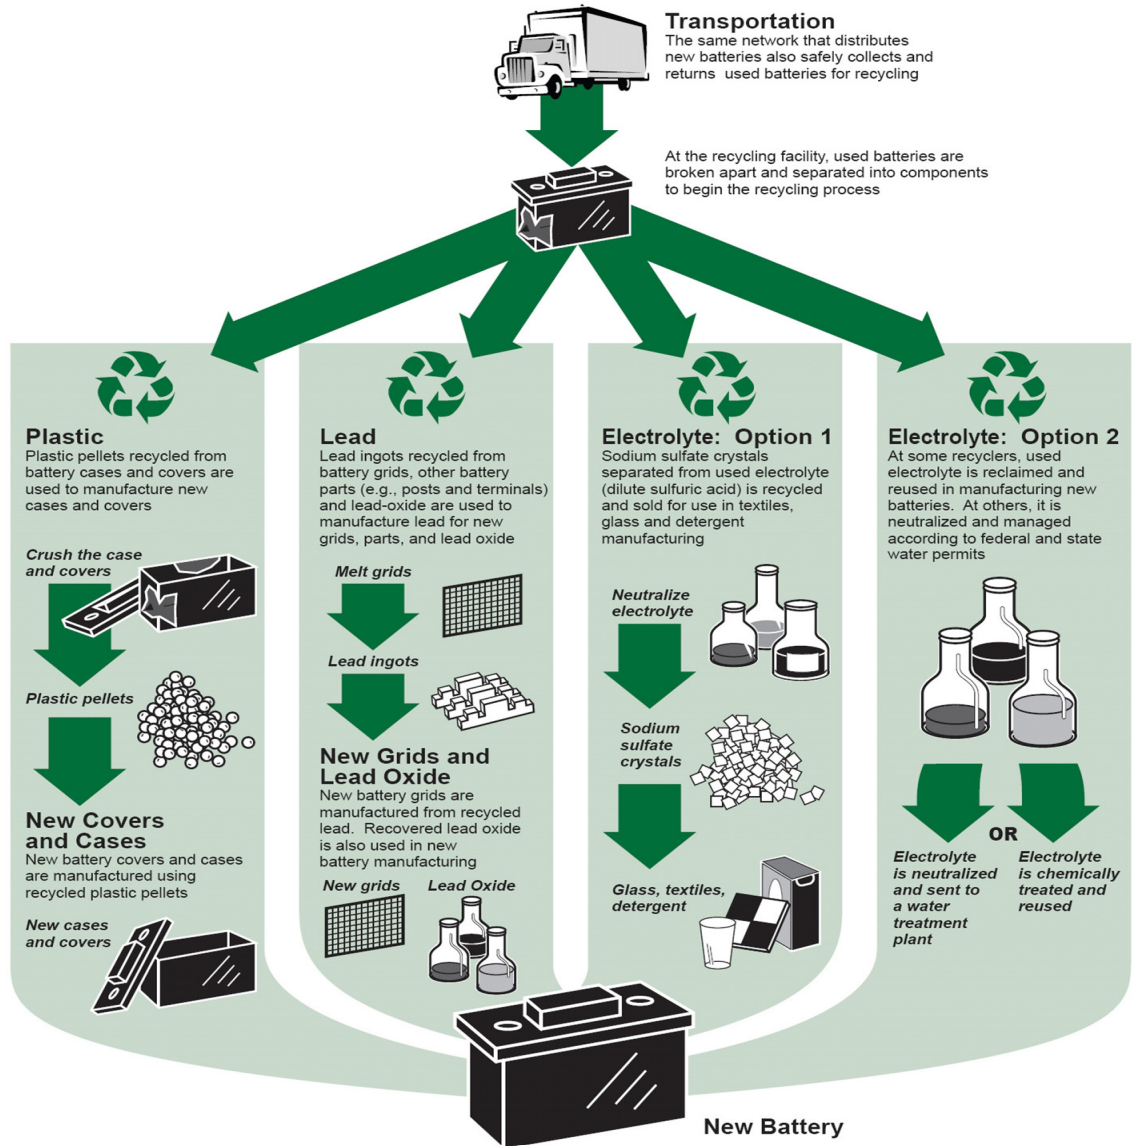 Transportation
The same network that distributes
new batteries also safely collects and
returns used batteries for recycling
At the recycling facility, used batteries are
broken apart and separated into components
to begin the recycling process
Plastic
Plastic pellets recycled from
battery cases and covers are
used to manufacture new
cases and covers
Crush the case
and covers
Plastic pellets
New Covers
and Cases
New battery covers and cases
are manufactured using
recycled plastic pellets
New cases
and covers
Lead
Lead ingots recycled from
battery grids, other battery
parts (e.g., posts and terminals)
and lead-oxide are used to
manufacture lead for new
grids, parts, and lead oxide
Melt grids
Lead ingots
New Grids and
Lead Oxide
New battery grids are
manufactured from recycled
lead. Recovered lead oxide
is also used in new
battery manufacturing
New grids
Lead Oxide
Electrolyte: Option 1
Sodium sulfate crystals
separated from used electrolyte
(dilute sulfuric acid) is recycled
and sold for use in textiles,
glass and detergent
manufacturing
Neutralize
electrolyte
Sodium
sulfate
crystals
Glass, textiles,
detergent
Electrolyte: Option 2
At some recyclers, used
electrolyte is reclaimed and
reused in manufacturing new
batteries. At others, it is
neutralized and managed
according to federal and state
water permits
OR
Electrolyte
is neutralized
and sent to
a water
treatment
plant
Electrolyte
is chemically
treated and
reused
New Battery